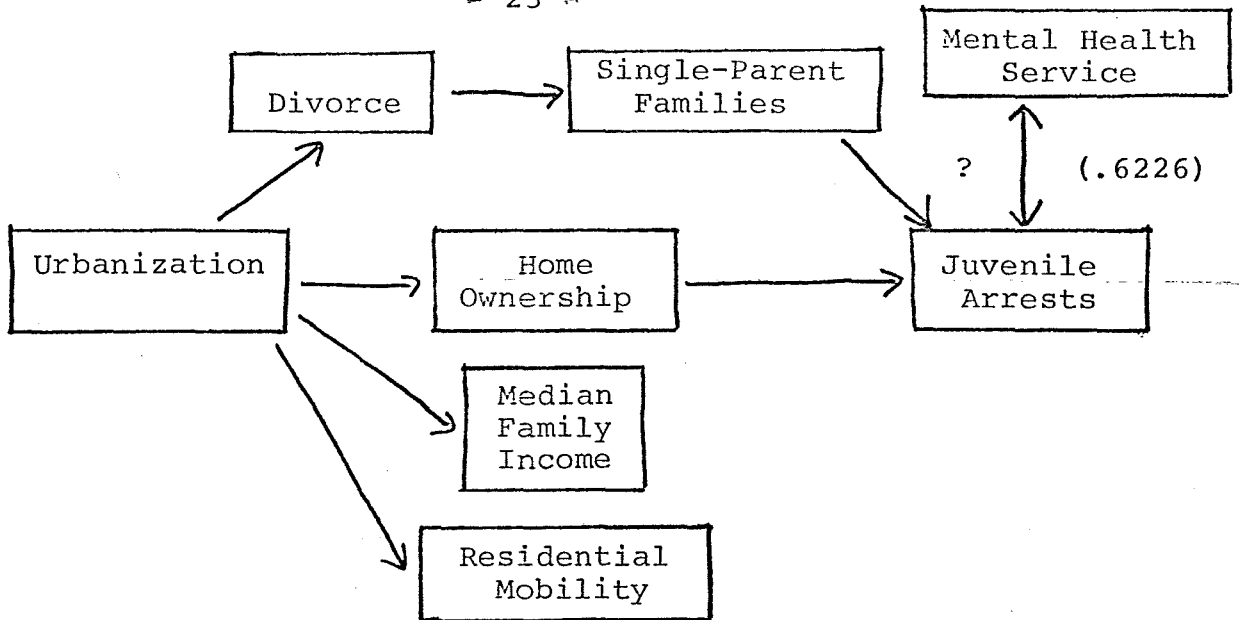 - 25 -
Mental Health
Service
Single-Parent
Families
Divorce
? (.6226)
Urbanization
Home
Ownership
Juvenile
Arrests
Median
Family
Income
Residential
Mobility